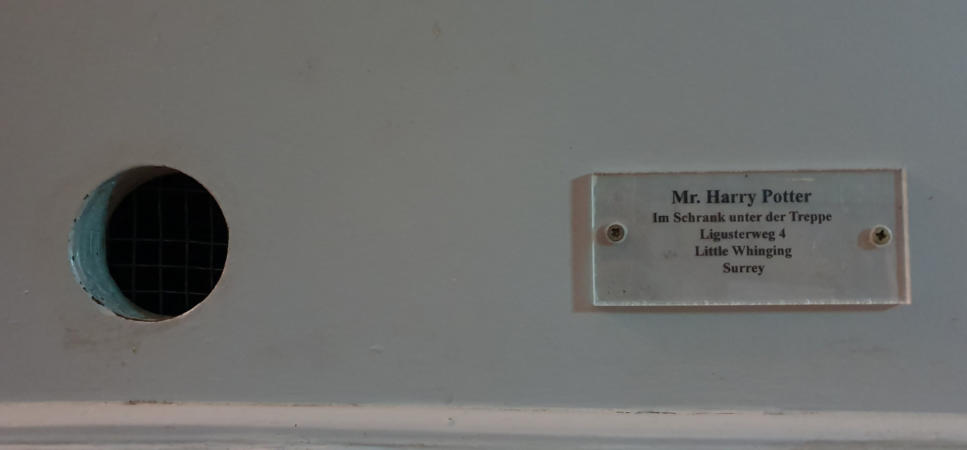 Mr. Harry Potter
Im Schrank unter der Treppe
Ligusterweg 4
Little Whinging
Surrey